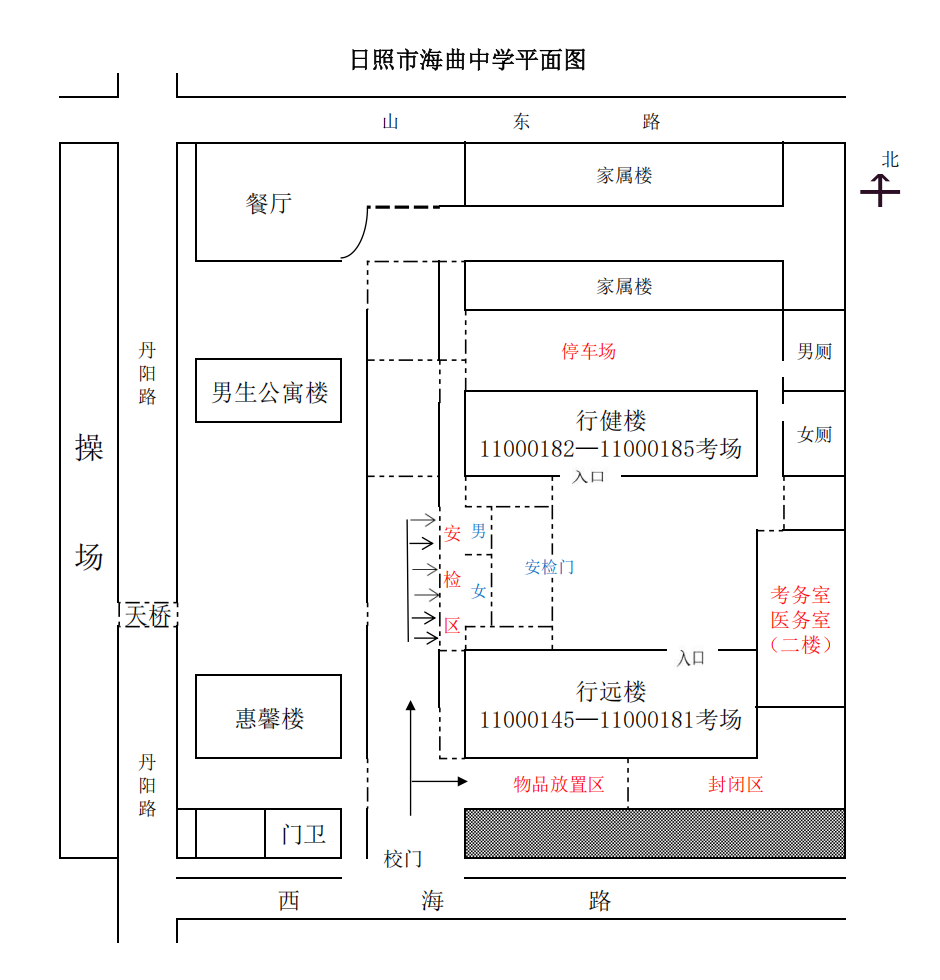 日照市海曲中学平面图
山东路
北
家属楼
餐厅
家属楼
丹阳路
停车场
男厕
男生公寓楼
行健楼
11000182—11000185考场
女厕
入口
操场
安检区
男
女
安检门
天桥
考务室
医务室
（二楼）
入口
惠馨楼
行远楼
11000145—11000181考场
丹阳路
物品放置区
封闭区
门卫
校门
西海路